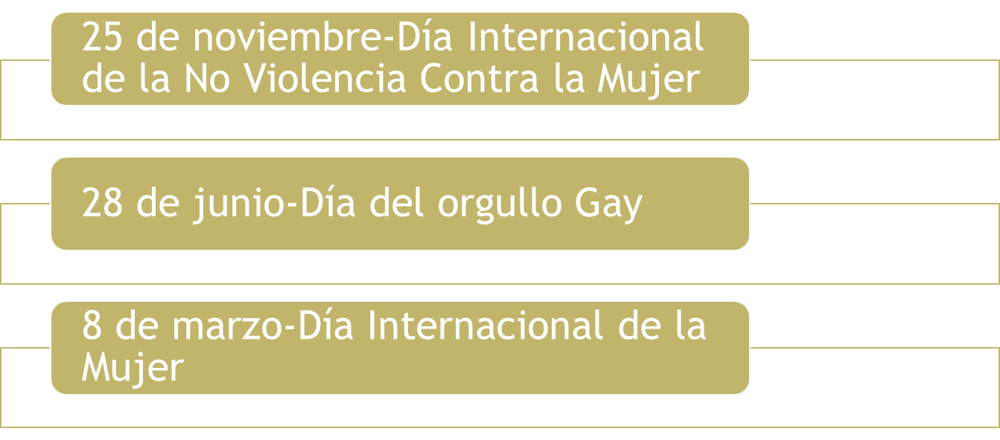 25 de noviembre-Día Internacional
de la No Violencia Contra la Mujer
28 de junio-Día del orgullo Gay
8 de marzo-Día Internacional de la
Mujer